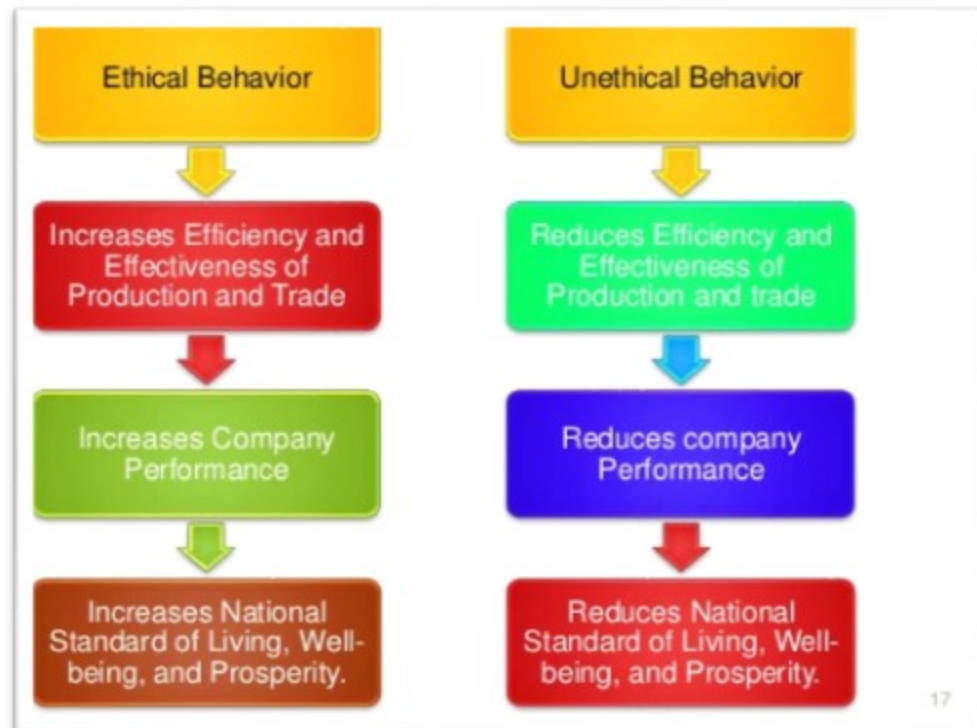 Ethical Behavior
Increases Efficiency and
Effectiveness of
Production and Trade
Increases Company
Performance
Increases National
Standard of Living, Well-
being, and Prosperity.
Unethical Behavior
Reduces Efficiency and
Effectiveness of
Production and trade
Reduces company
Performance
Reduces National
Standard of Living, Well-
being, and Prosperity.
17